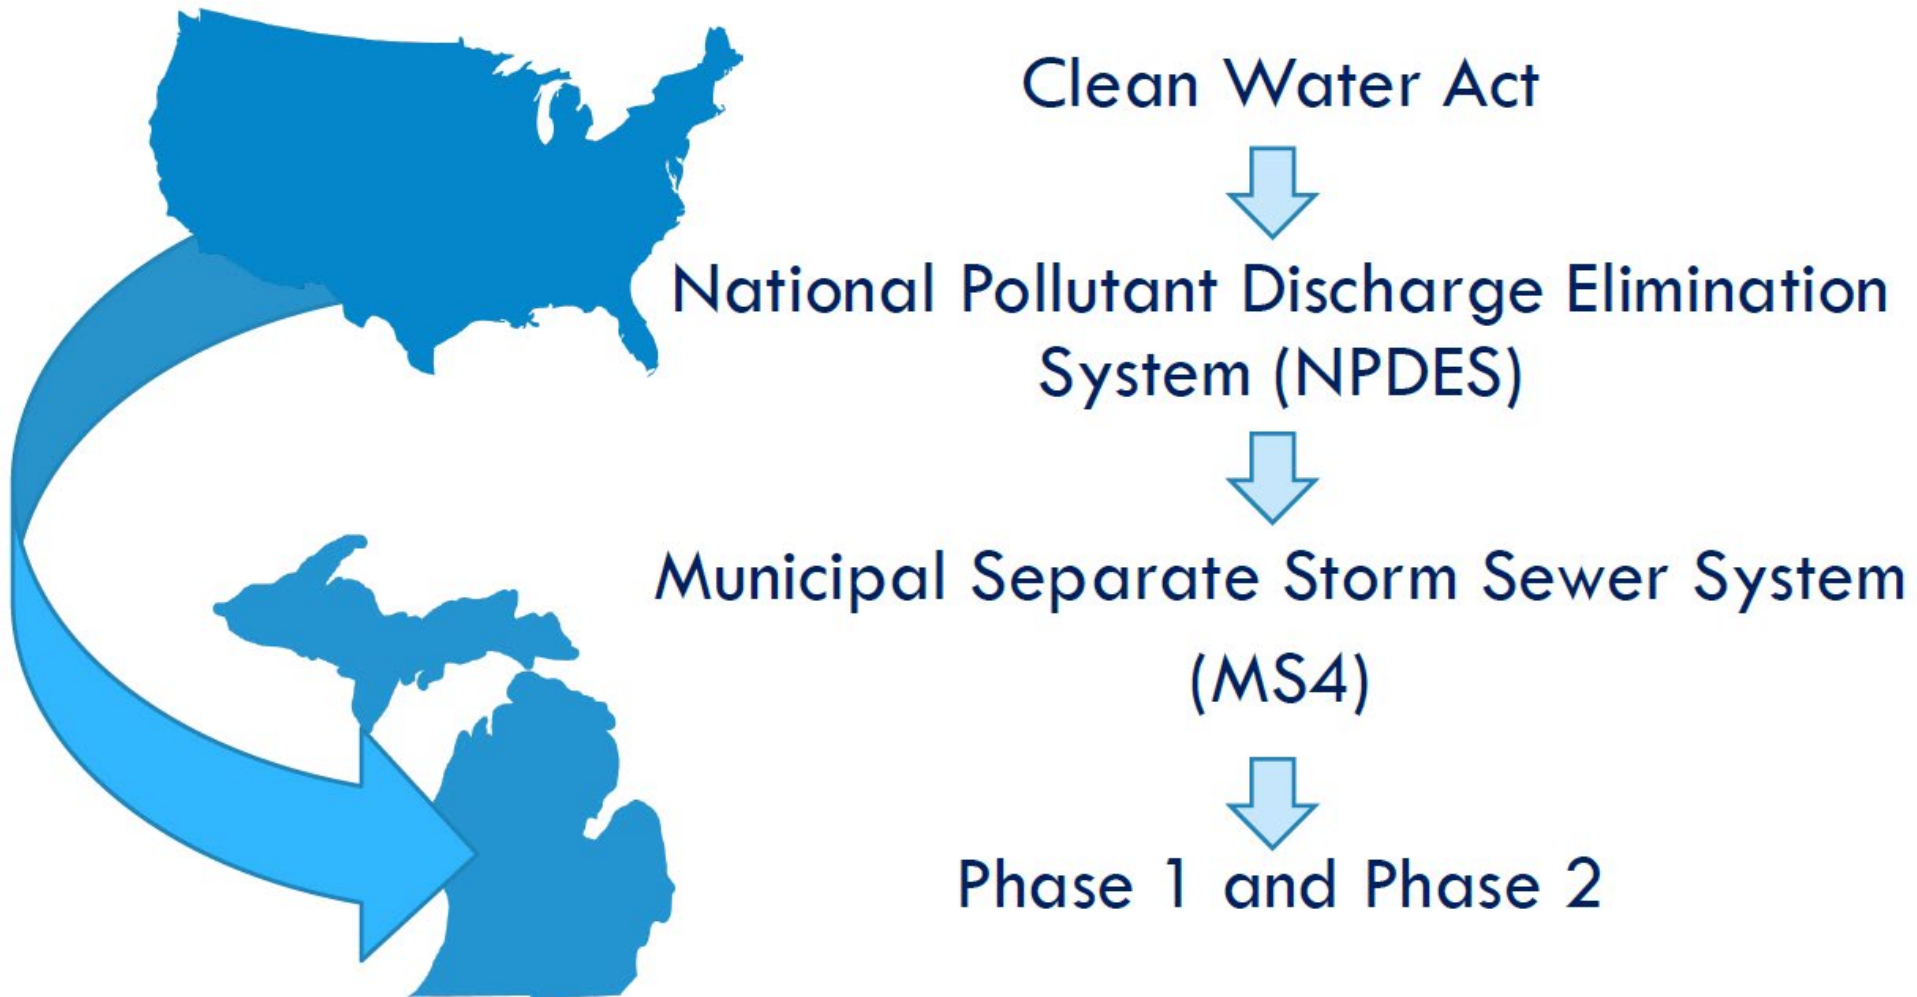 Clean Water Act
National Pollutant Discharge Elimination
System (NPDES)
Municipal Separate Storm Sewer System
(MS4)
Phase 1 and Phase 2